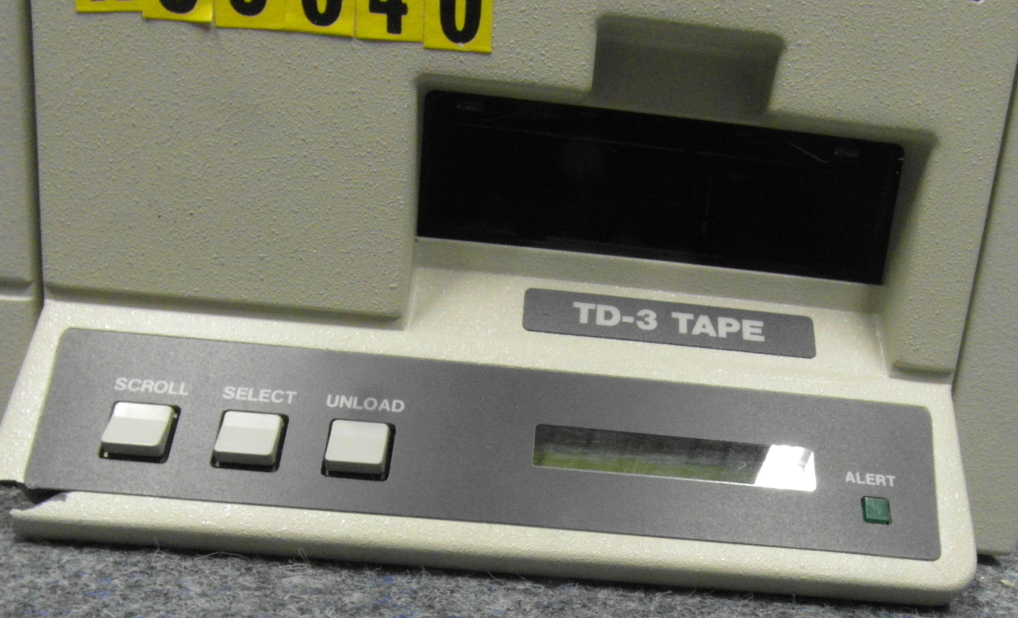 TD-3 TAPE
SCROLL SELECT UNLOAD
ALERT